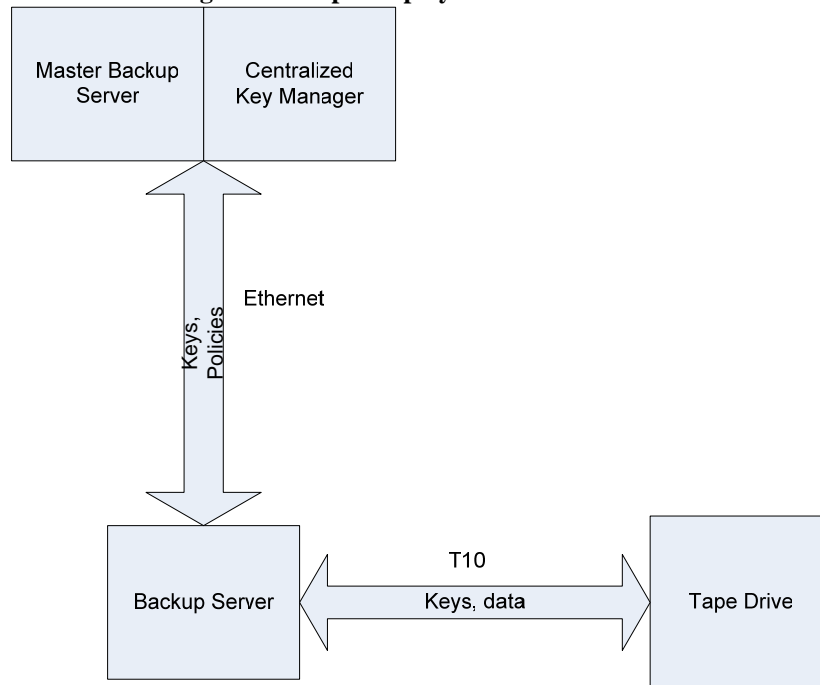 Master Backup
Server
Centralized
Key Manager
Ethernet
Keys,
Policies
T10
Backup Server
Keys, data
Tape Drive